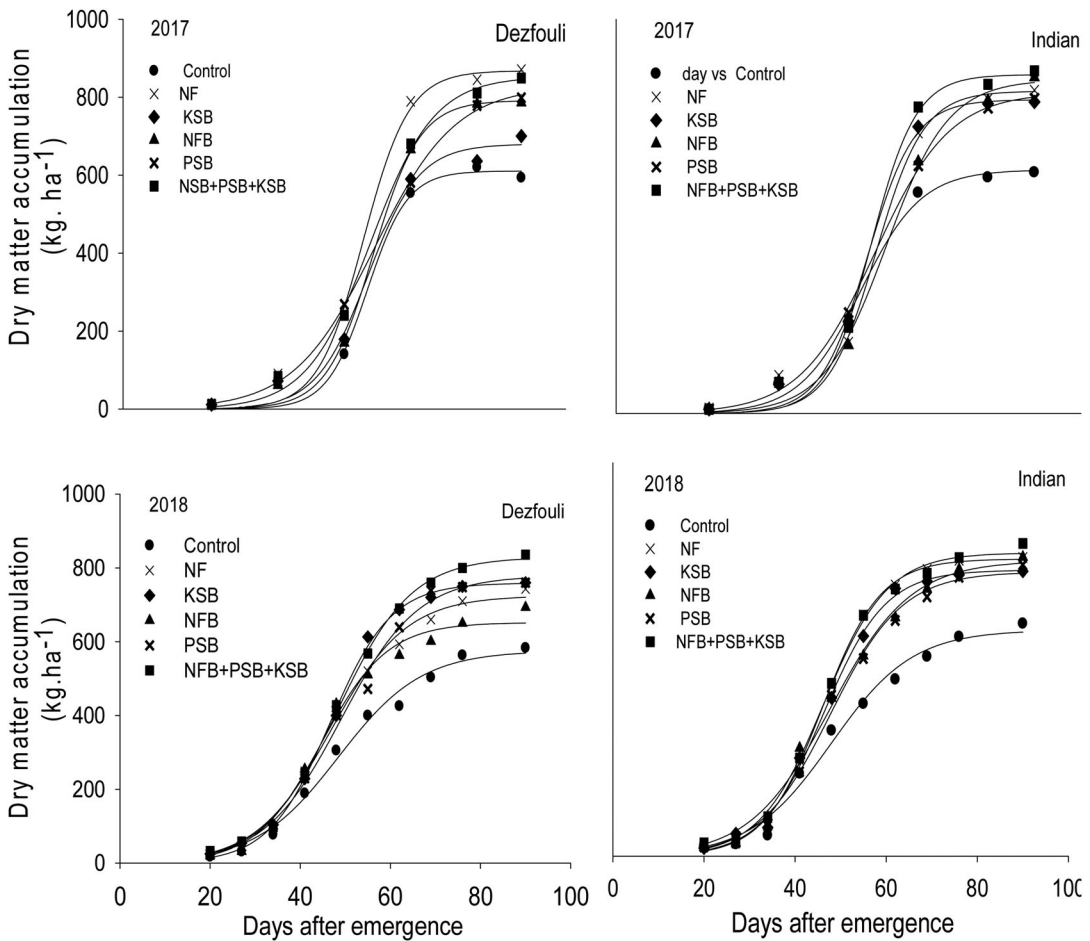 1000
800
600
400
200
0
Dry matter accumulation
(kg. ha-1)
2017
Dezfouli
Control
NF
KSB
NFB
PSB
NSB+PSB+KSB
2017
Indian
day vs Control
NF
KSB
NFB
PSB
NFB+PSB+KSB
1000
800
600
400
200
0
Dry matter accumulation
(kg.ha-1)
2018
Dezfouli
Control
NF
KSB
NFB
PSB
NFB+PSB+KSB
0 20 40 60 80 100
Days after emergence
2018
Indian
Control
NF
KSB
NFB
PSB
NFB+PSB+KSB
0 20 40 60 80 100
Days after emergence